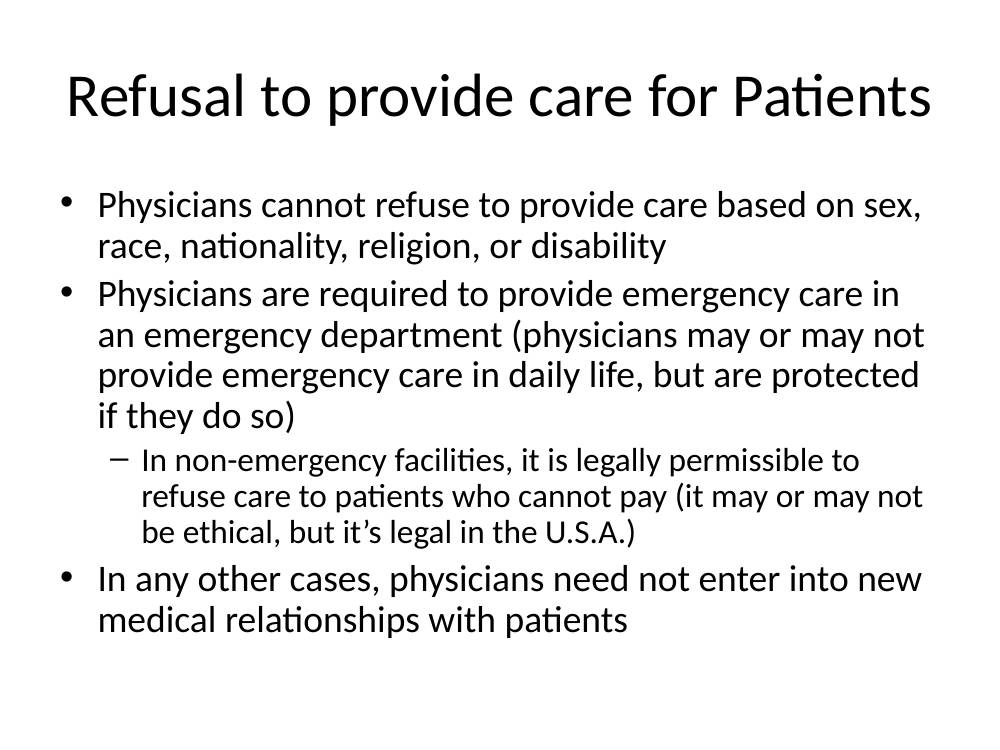 Refusal to provide care for Patients
• Physicians cannot refuse to provide care based on sex,
race, nationality, religion, or disability
• Physicians are required to provide emergency care in
an emergency department (physicians may or may not
provide emergency care in daily life, but are protected
if they do so)
– In non-emergency facilities, it is legally permissible to
refuse care to patients who cannot pay (it may or may not
be ethical, but it’s legal in the U.S.A.)
• In any other cases, physicians need not enter into new
medical relationships with patients